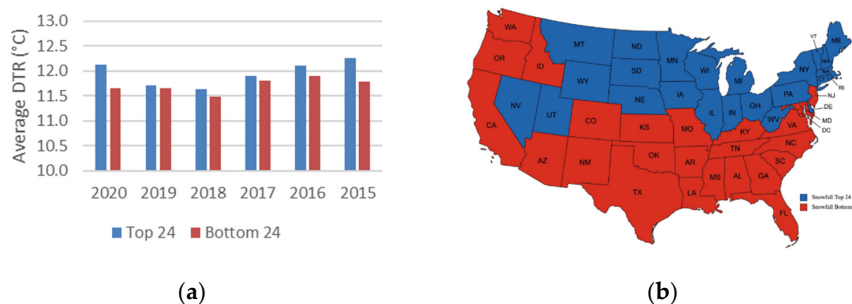 13.0
12.5
12.0
11.5
11.0
10.5
10.0
Average DTR (°C)
2020 2019 2018 2017 2016 2015
Top 24 Bottom 24
(a)
WA
OR
ID
MT
ND
SD
MN
WI
MI
WY
NE
IA
NV
UT
CO
KS
MO
IL
IN
OH
PA
NY
VT
ME
RI
NJ
DE
MD
DC
WV
VA
KY
CA
AZ
NM
OK
AR
TN
NC
SC
TX
LA
MS
AL
GA
FL
Snowfall Top 24
Snowfall Bottom
(b)